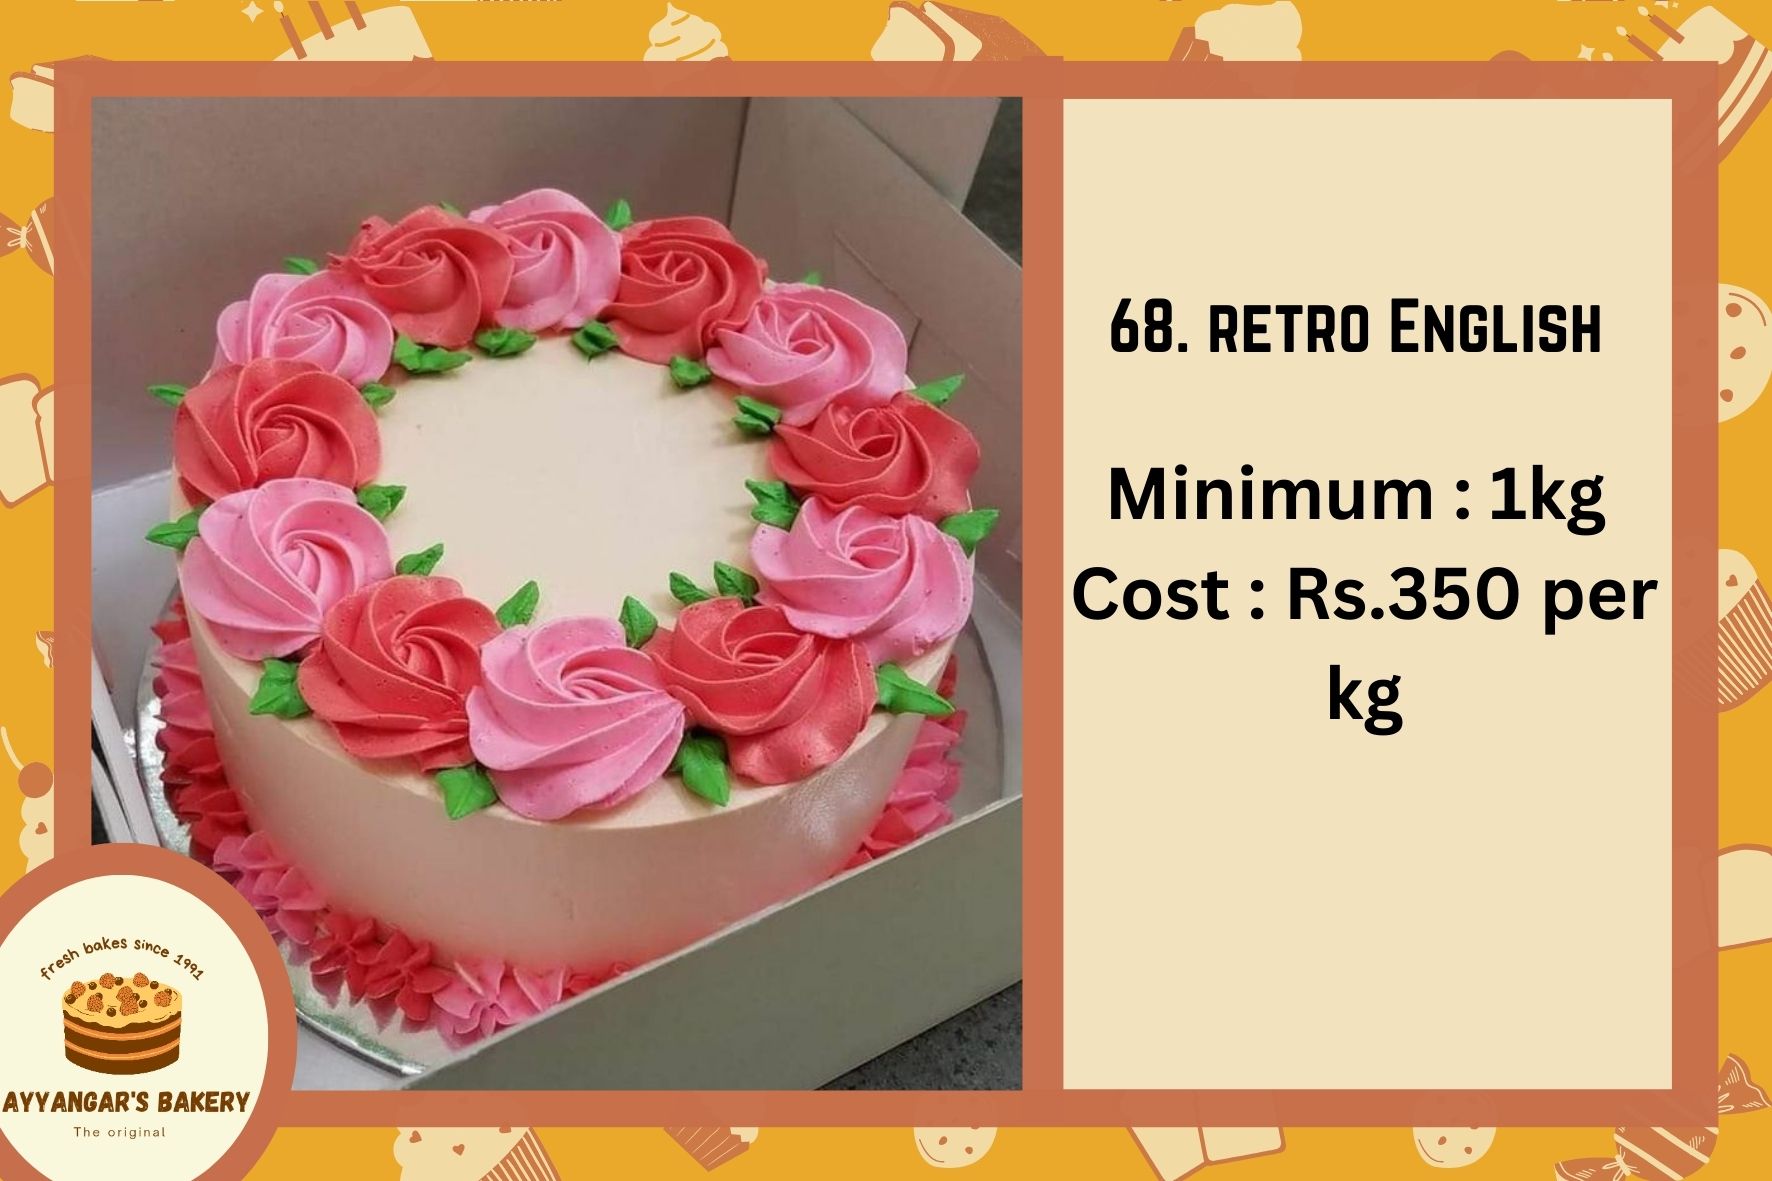 68. RETRO ENGLISH
Minimum : 1kg
Cost : Rs.350 per
kg
fresh bakes since 1991
AYYANGAR'S BAKERY
The original